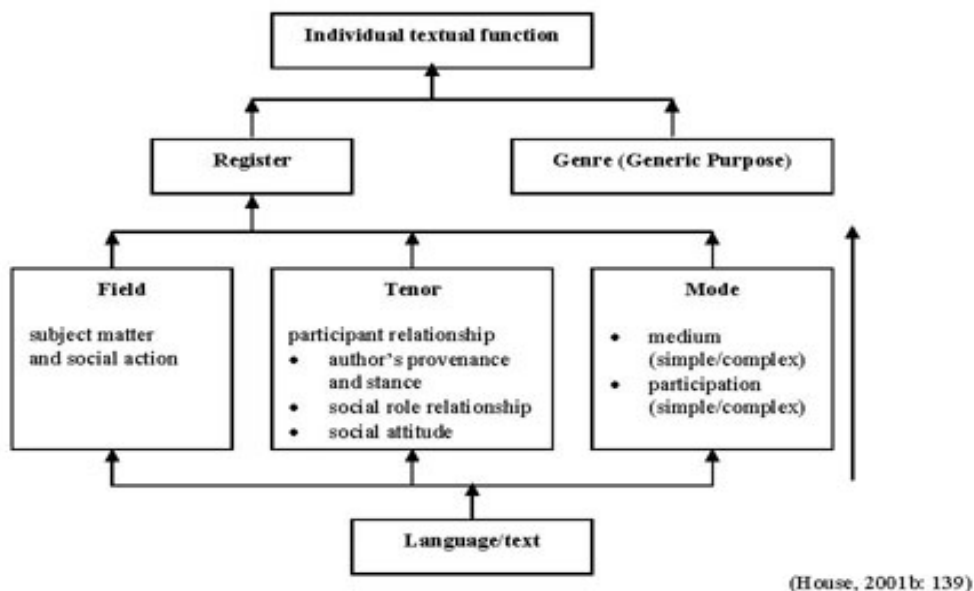 Individual textual function
Register
Genre (Generic Purpose)
Field
subject matter
and social action
Tenor
participant relationship
• author's provenance
and stance
• social role relationship
• social attitude
Mode
• medium
(simple/complex)
• participation
(simple/complex)
Language/text
(House, 2001b: 139)